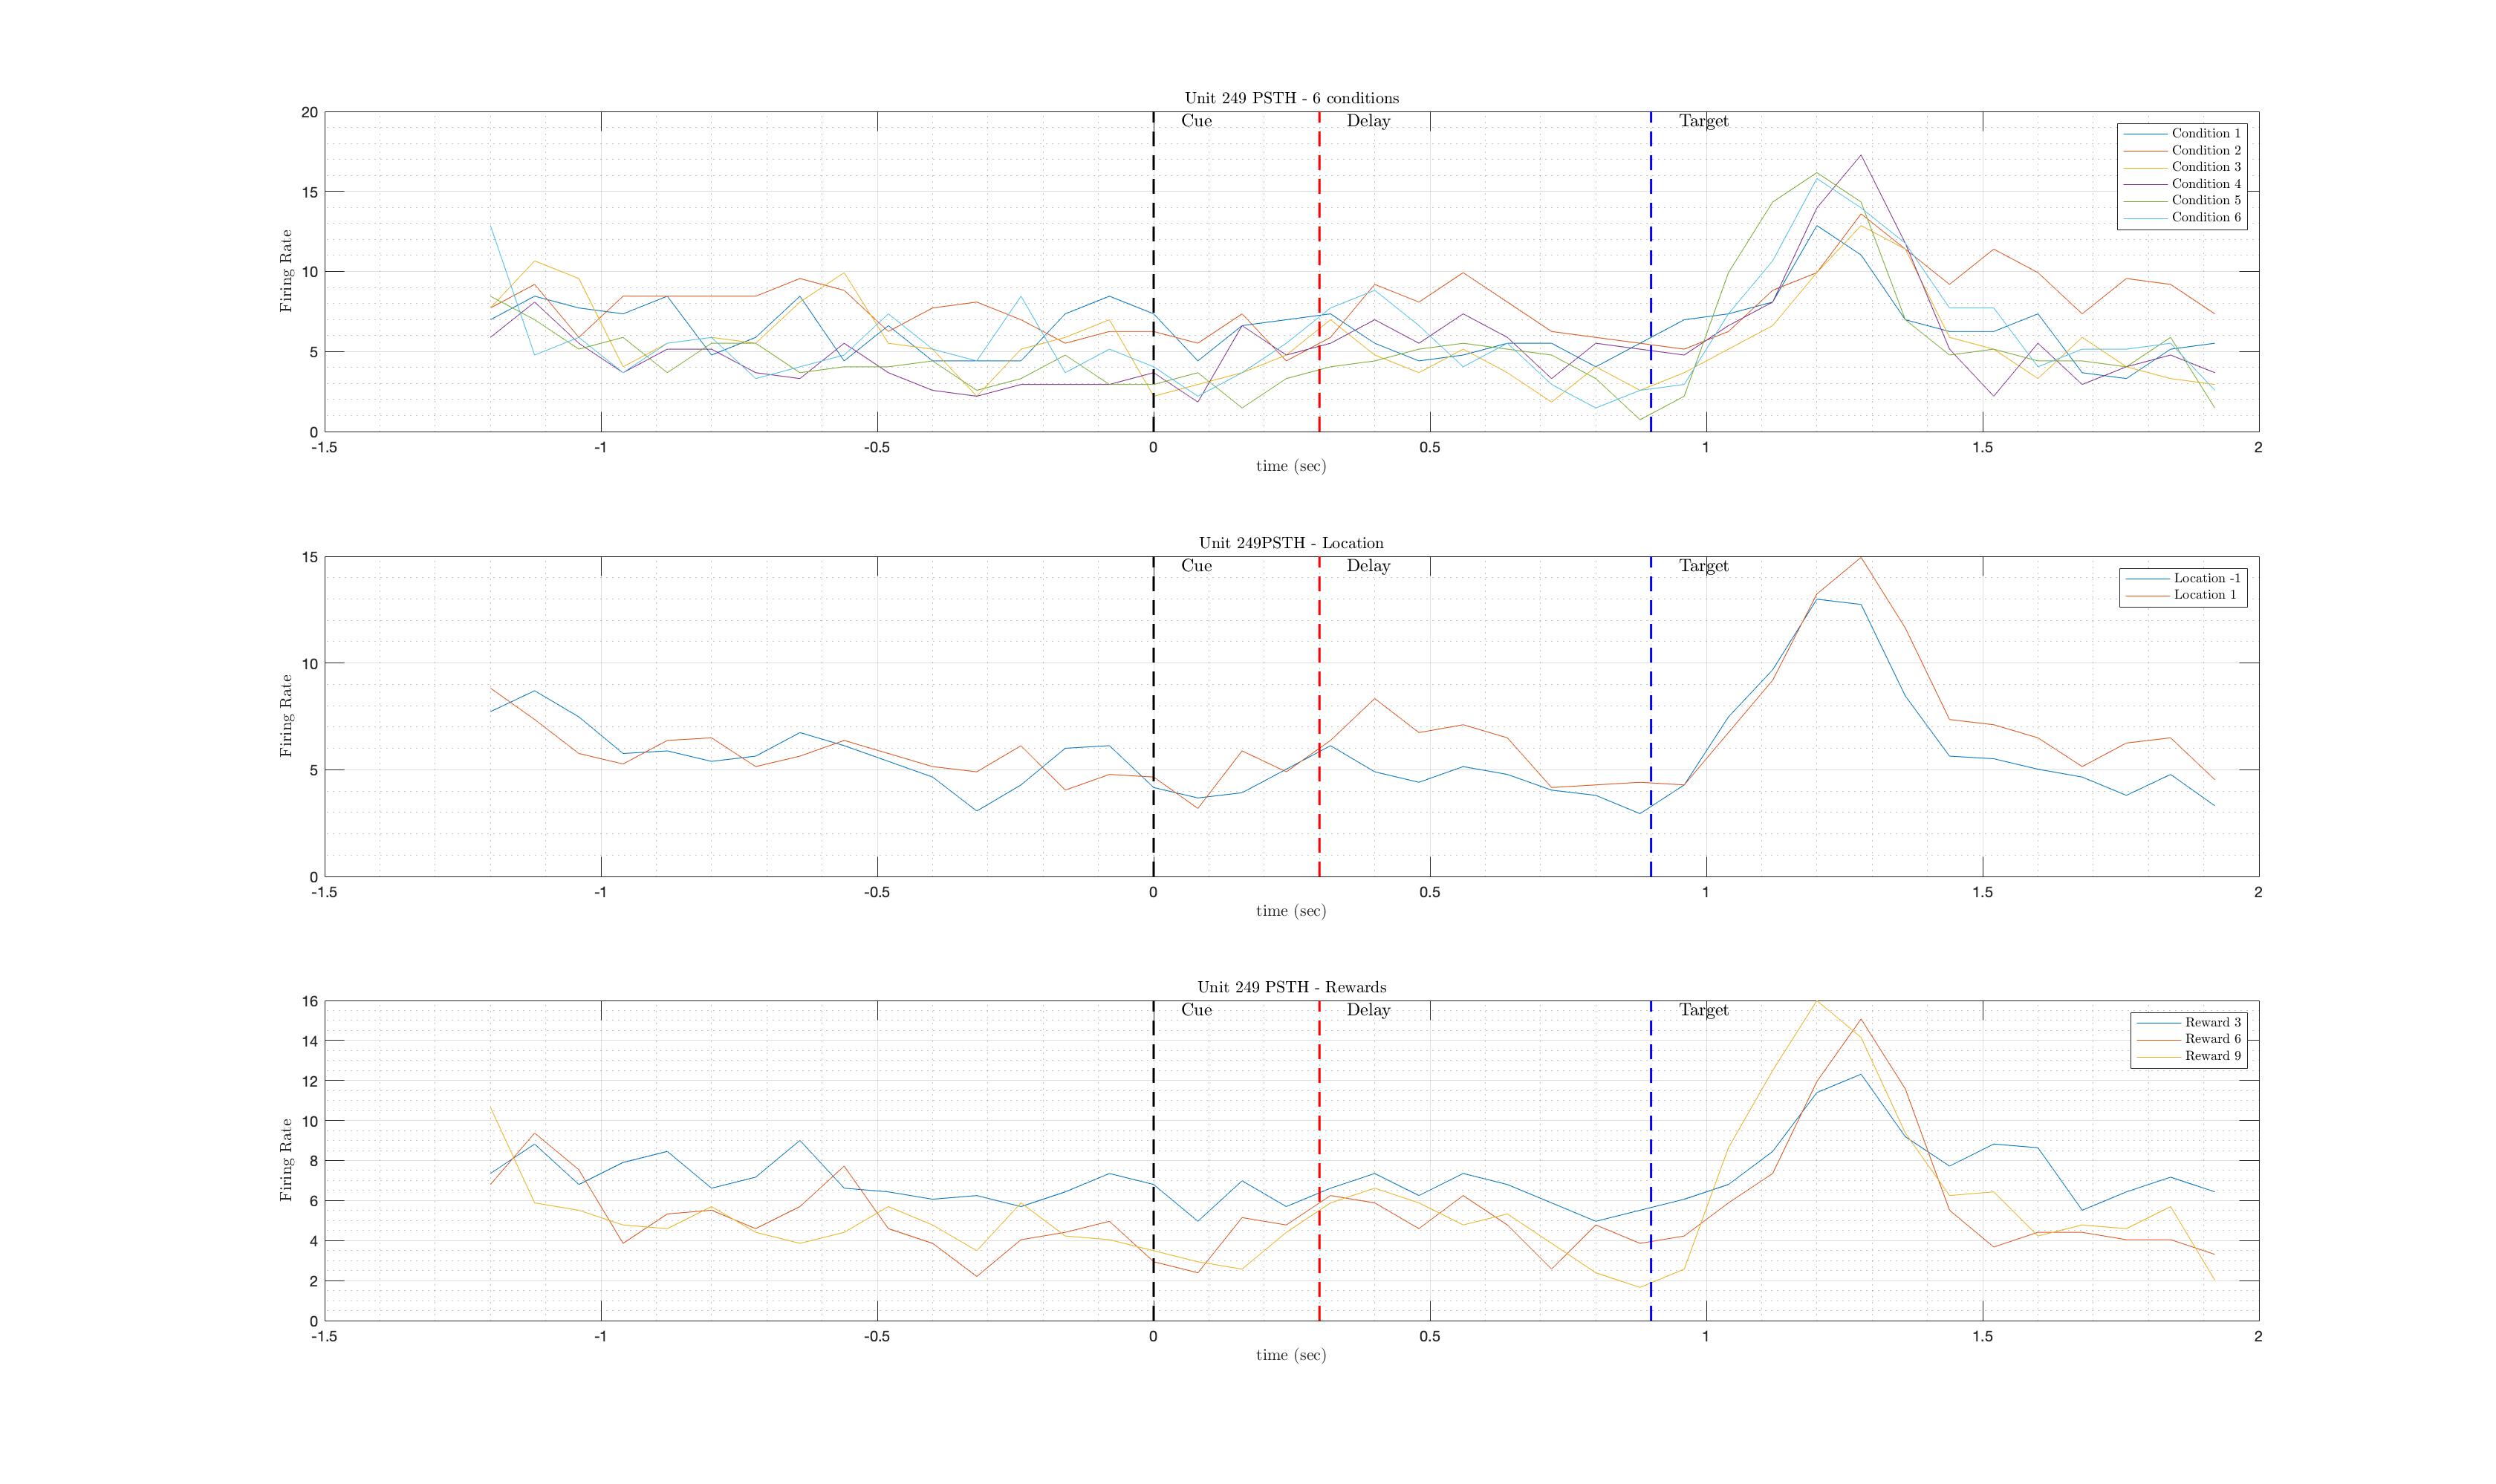 Unit 249 PSTH - 6 conditions
20
15
10
5
0
Firing Rate
Cue
Delay
Target
Condition 1
Condition 2
Condition 3
Condition 4
Condition 5
Condition 6
-1.5 -1 -0.5 0 0.5 1 1.5 2
time (sec)
Unit 249PSTH - Location
15
10
5
0
Firing Rate
Cue
Delay
Target
Location -1
Location 1
-1.5 -1 -0.5 0 0.5 1 1.5 2
time (sec)
Unit 249 PSTH - Rewards
16
14
12
10
8
6
4
2
0
Firing Rate
Cue
Delay
Target
Reward 3
Reward 6
Reward 9
-1.5 -1 -0.5 0 0.5 1 1.5 2
time (sec)